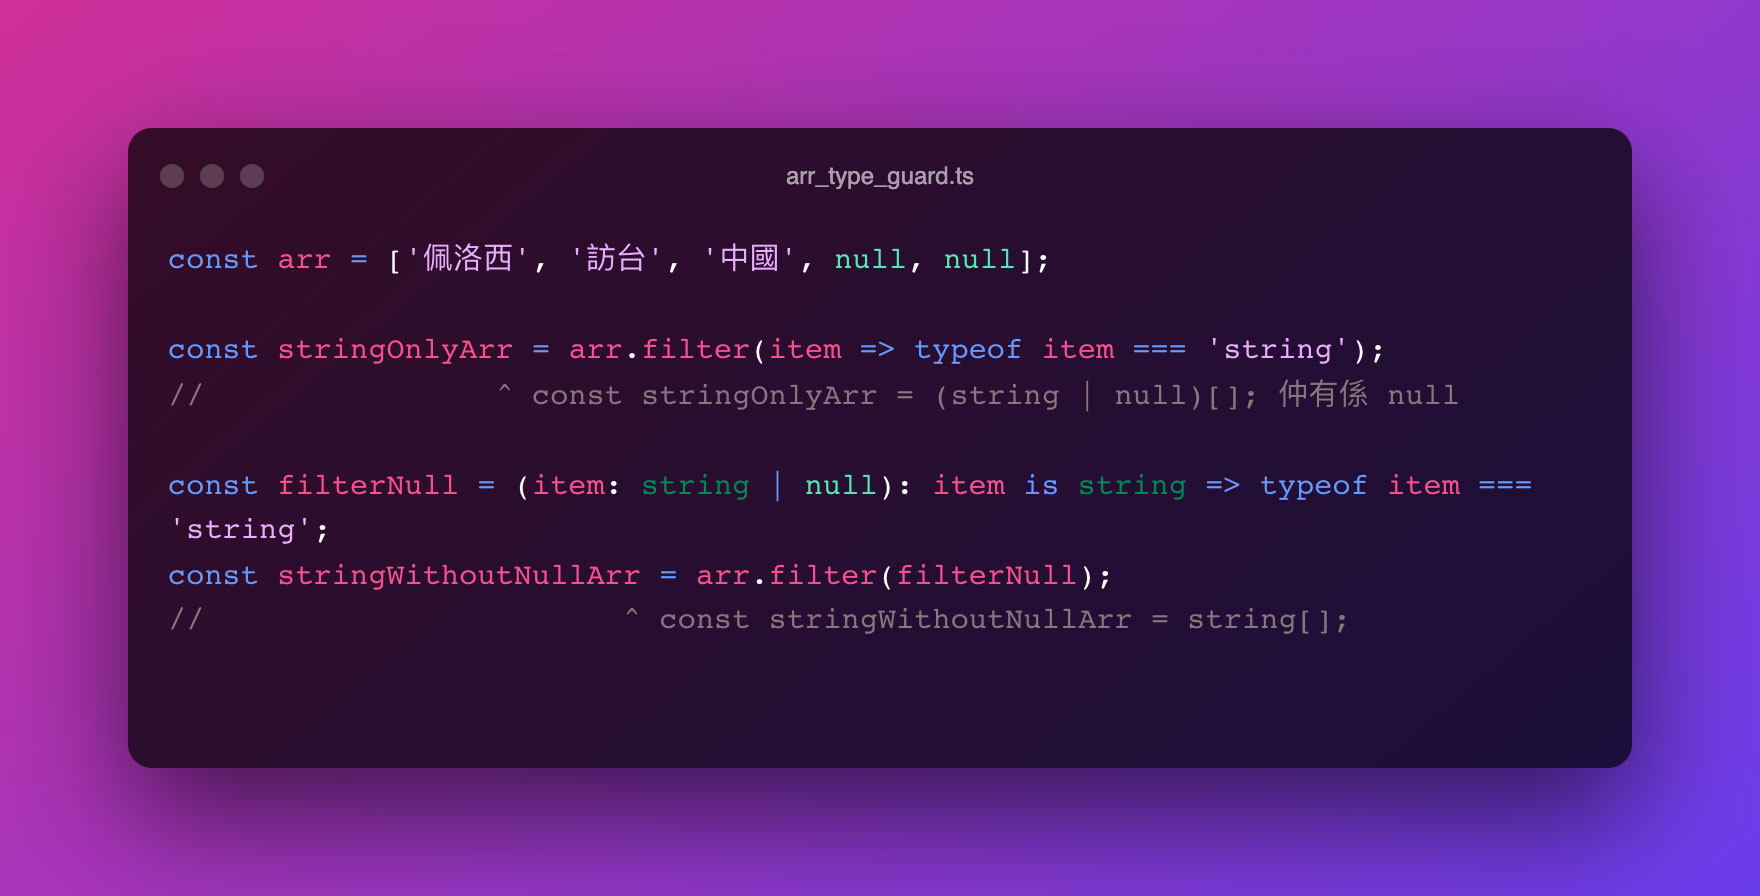 arr_type_guard.ts
const arr = ['佩洛西', '訪台', '中國', null, null];
const stringOnlyArr = arr.filter(item => typeof item === 'string');
//                ^ const stringOnlyArr = (string | null)[]; 仲有係 null
const filterNull = (item: string | null): item is string => typeof item ===
'string';
const stringWithoutNullArr = arr.filter(filterNull);
//                       ^ const stringWithoutNullArr = string[];